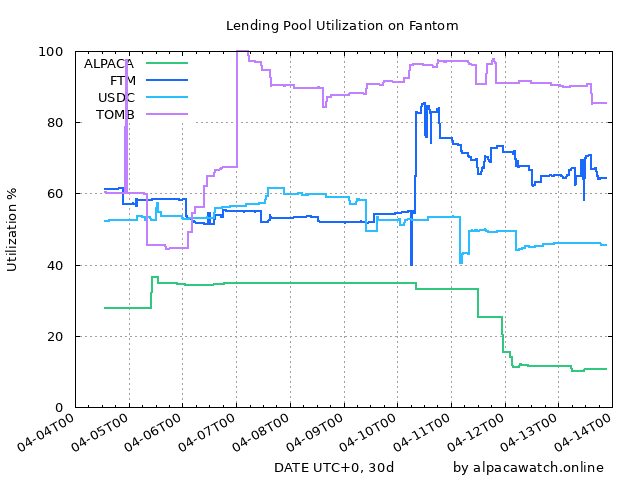 Lending Pool Utilization on Fantom
100
80
60
40
20
0
Utilization %
ALPACA
FTM
USDC
TOMB
04-04T00
04-05T00
04-06T00
04-07T00
04-08T00
04-09T00
04-10T00
04-11T00
04-12T00
04-13T00
04-14T00
DATE UTC+0, 30d
by alpacawatch.online